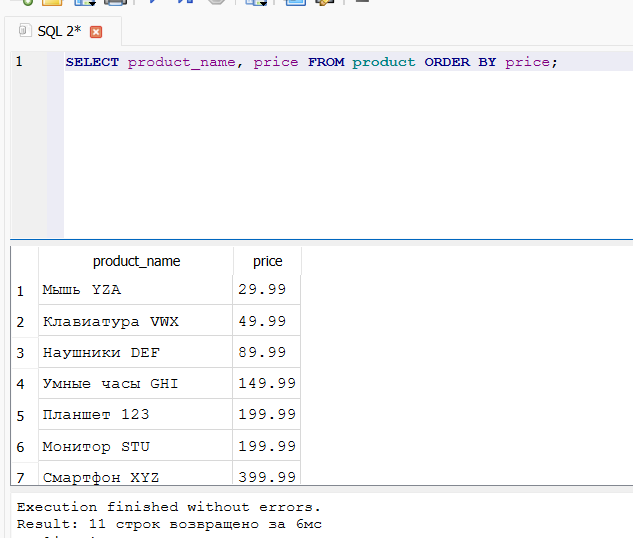 SQL 2*
1 SELECT product_name, price FROM product ORDER BY price;
product_name price
1 Мышь YZA 29.99
2 Клавиатура VWX 49.99
3 Наушники DEF 89.99
4 Умные часы GHI 149.99
5 Планшет 123 199.99
6 Монитор STU 199.99
7 Смартфон XYZ 399.99
Execution finished without errors.
Result: 11 строк возвращено за 6мс